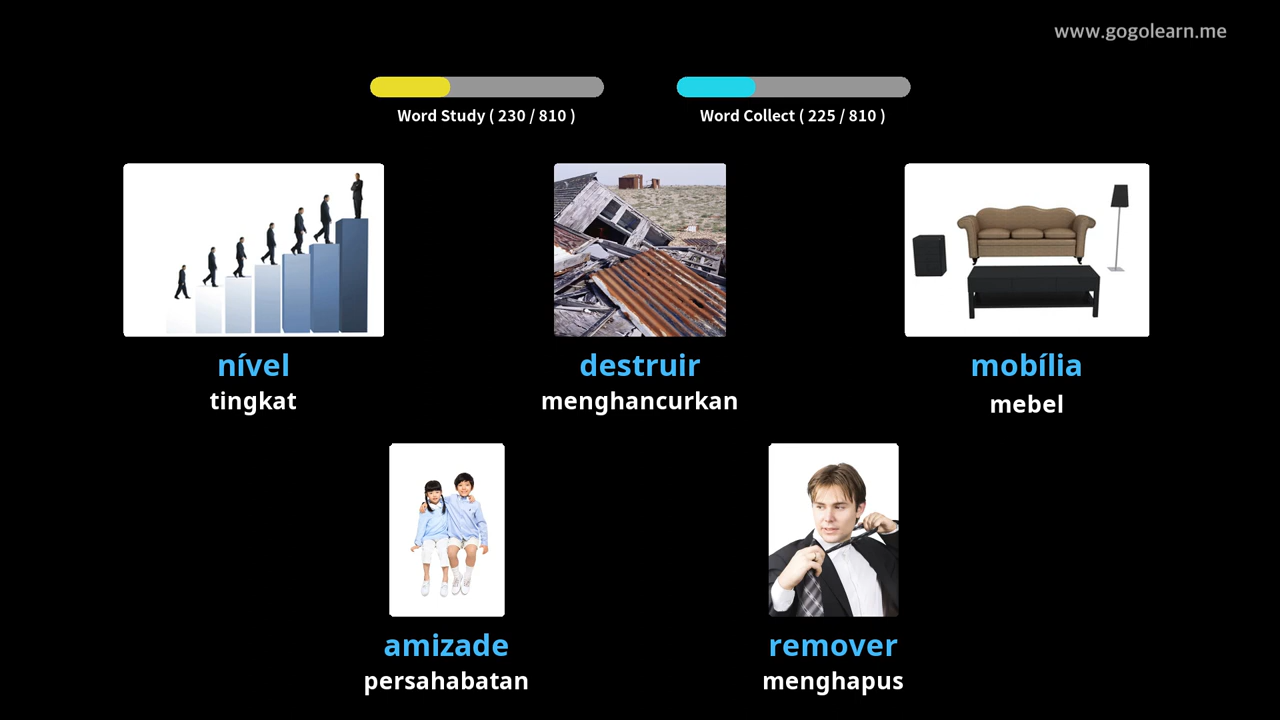 www.gogolearn.me
Word Study ( 230 / 810 )
Word Collect ( 225 / 810 )
nível
tingkat
destruir
menghancurkan
mobília
mebel
amizade
persahabatan
remover
menghapus